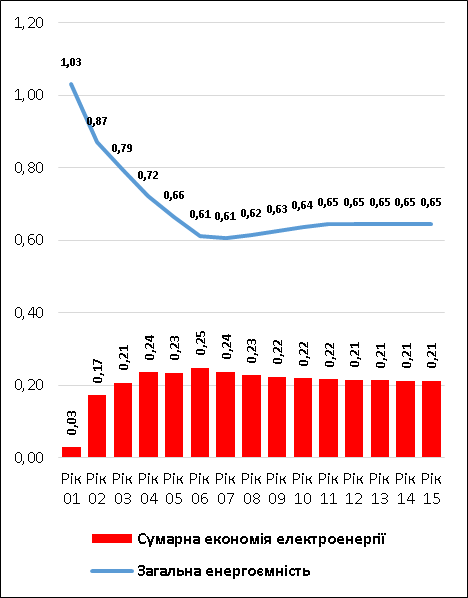 1,20
1,00
0,80
0,60
0,40
0,20
0,00
1,03
0,87
0,79
0,72
0,66
0,61 0,61 0,62 0,63 0,64 0,65 0,65 0,65 0,65 0,65
0,03 0,17 0,21 0,24 0,23 0,25 0,24 0,23 0,22 0,22 0,22 0,21 0,21 0,21 0,21
Рік Рік Рік Рік Рік Рік Рік Рік Рік Рік Рік Рік Рік Рік Рік
01 02 03 04 05 06 07 08 09 10 11 12 13 14 15
Сумарна економія електроенергії
Загальна енергоємність